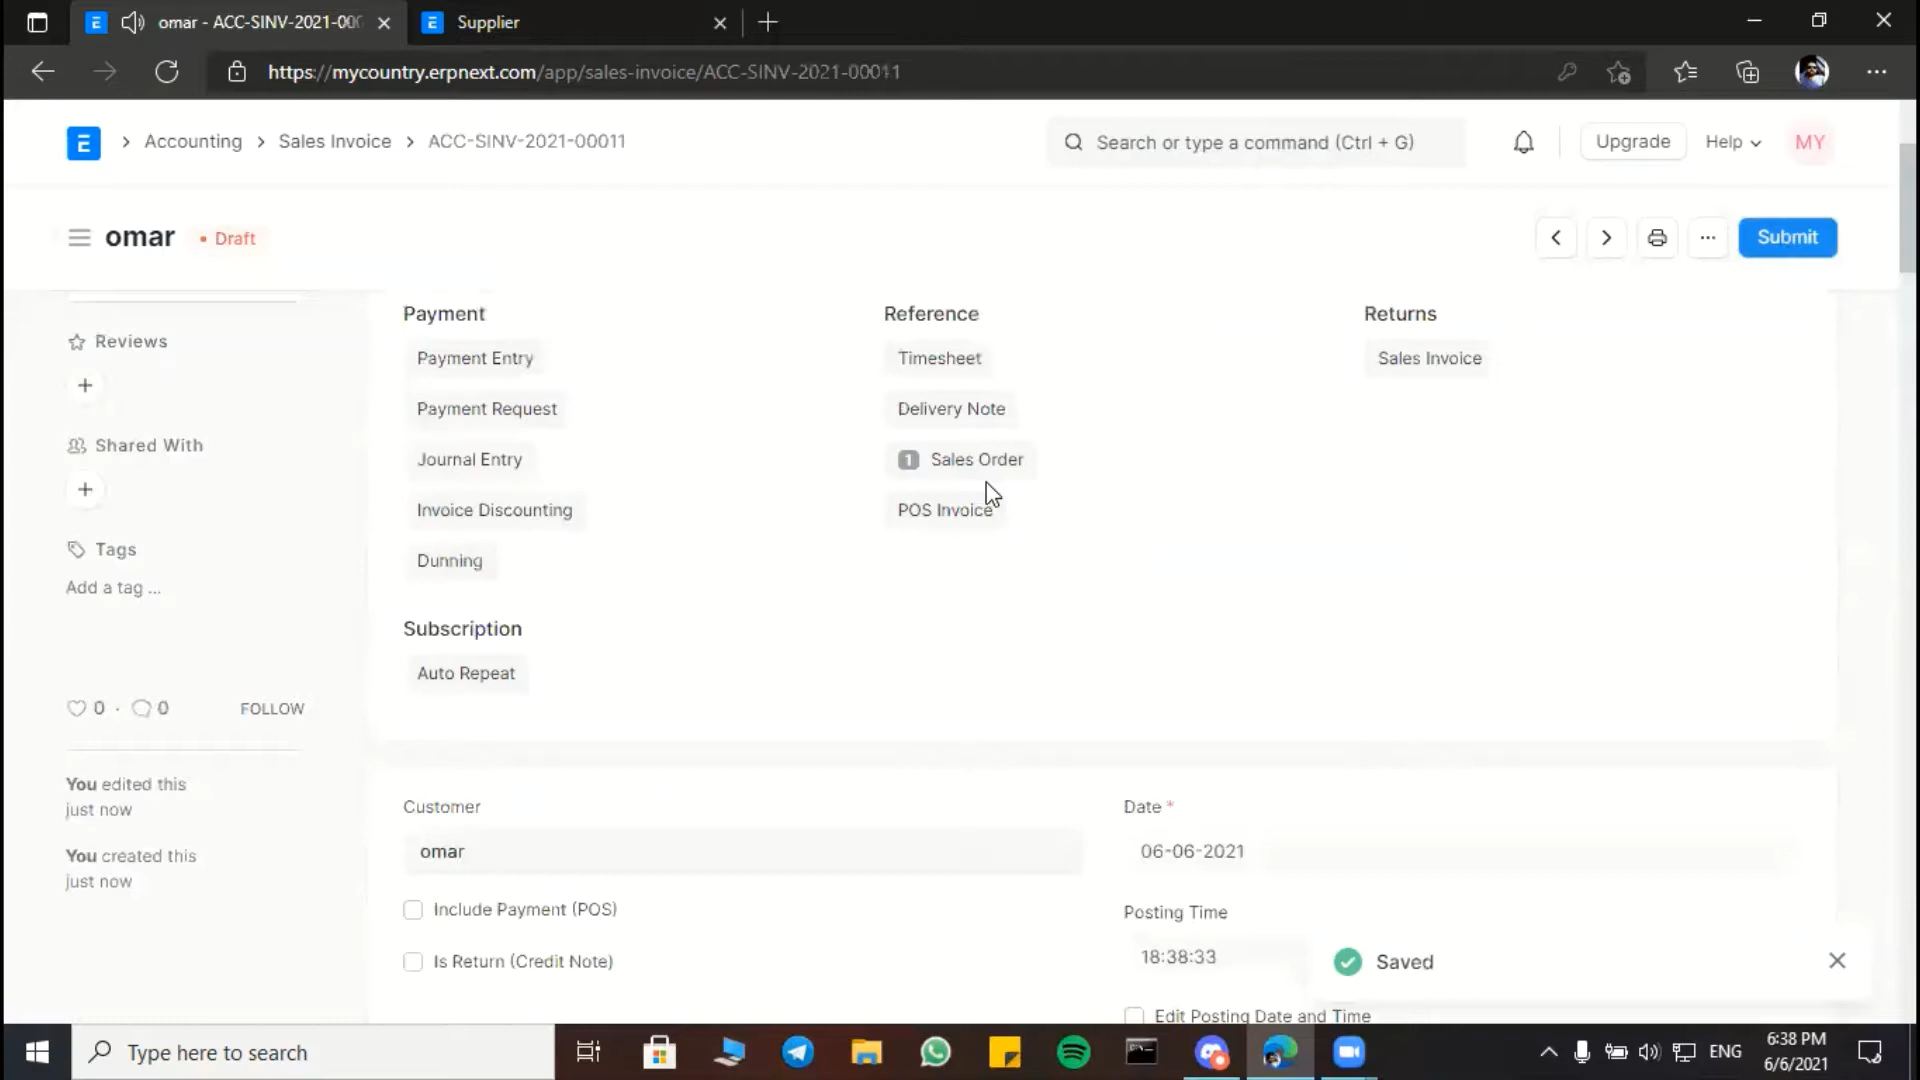 omar - ACC-SINV-2021-000
Supplier
https://mycountry.erpnext.com/app/sales-invoice/ACC-SINV-2021-00011
E
Accounting
Sales Invoice
ACC-SINV-2021-00011
Search or type a command (Ctrl + G)
Upgrade
Help
MY
omar
Draft
Submit
Payment
Reference
Returns
Payment Entry
Timesheet
Sales Invoice
Payment Request
Delivery Note
Journal Entry
1 Sales Order
Invoice Discounting
POS Invoice
Dunning
Subscription
Auto Repeat
Reviews
Shared With
Tags
Add a tag ...
0 · 0
FOLLOW
You edited this
just now
You created this
just now
Customer
omar
Include Payment (POS)
Is Return (Credit Note)
Date *
06-06-2021
Posting Time
18:38:33
Edit Posting Date and Time
Saved
Type here to search
ENG
6:38 PM
6/6/2021